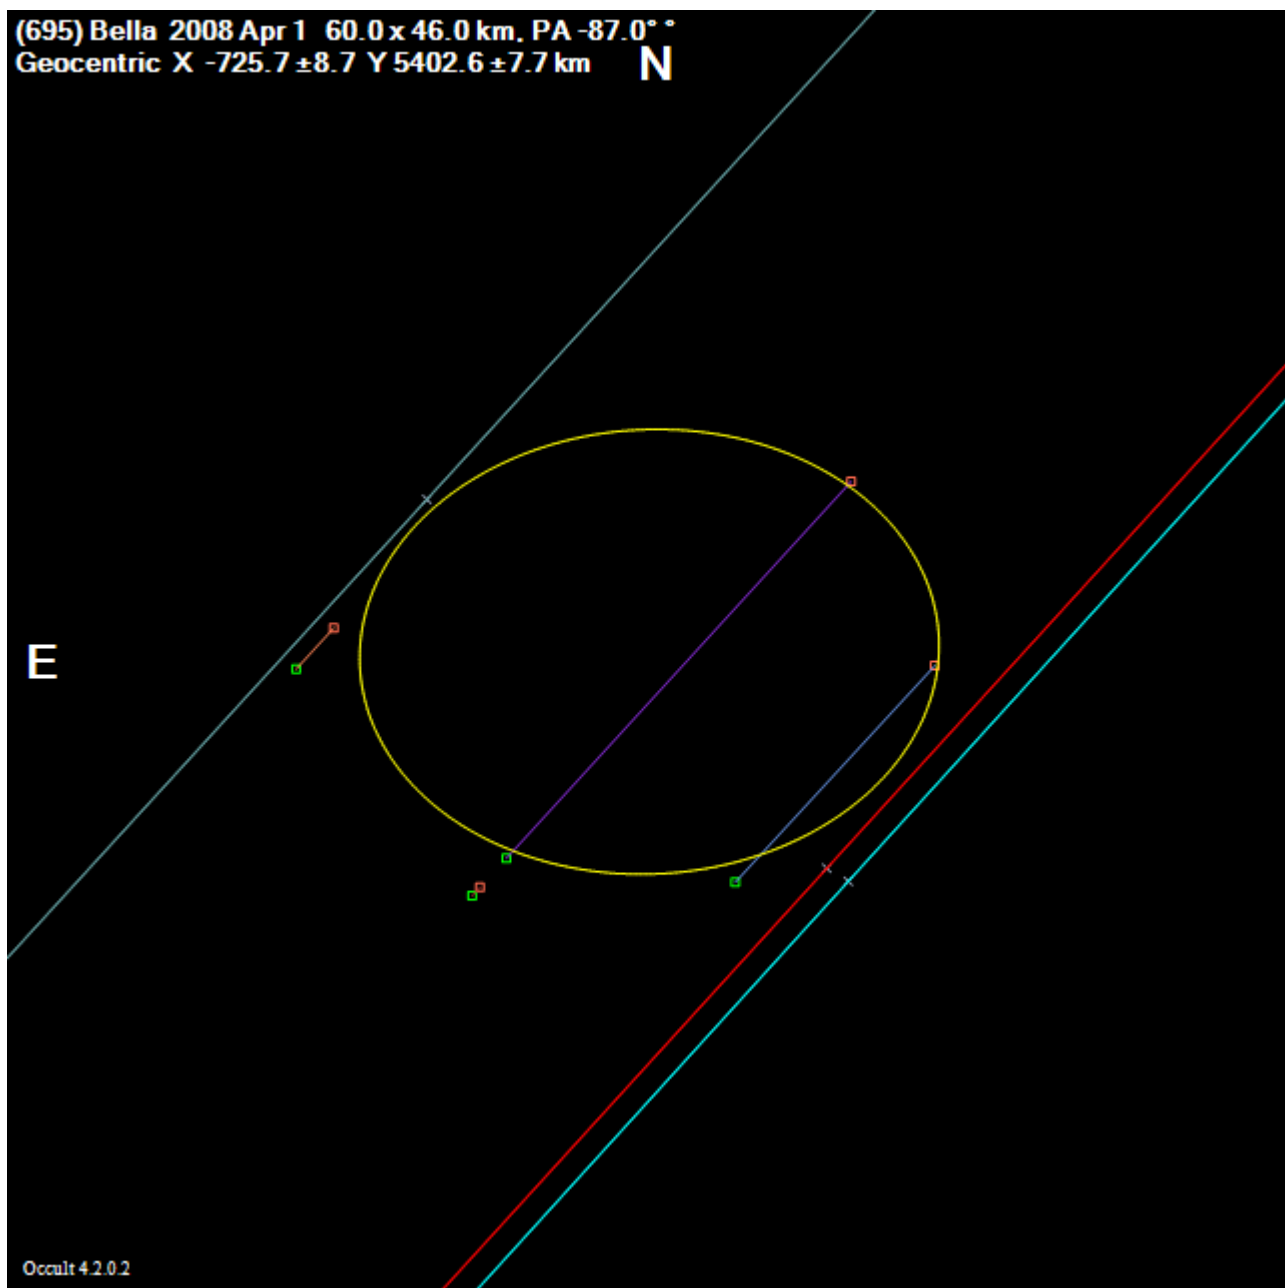 (695) Bella 2008 Apr 1 60.0 x 46.0 km. PA -87.0° °
Geocentric X -725.7 ±8.7 Y 5402.6 ±7.7 km
N
E
Occult 4.2.0.2